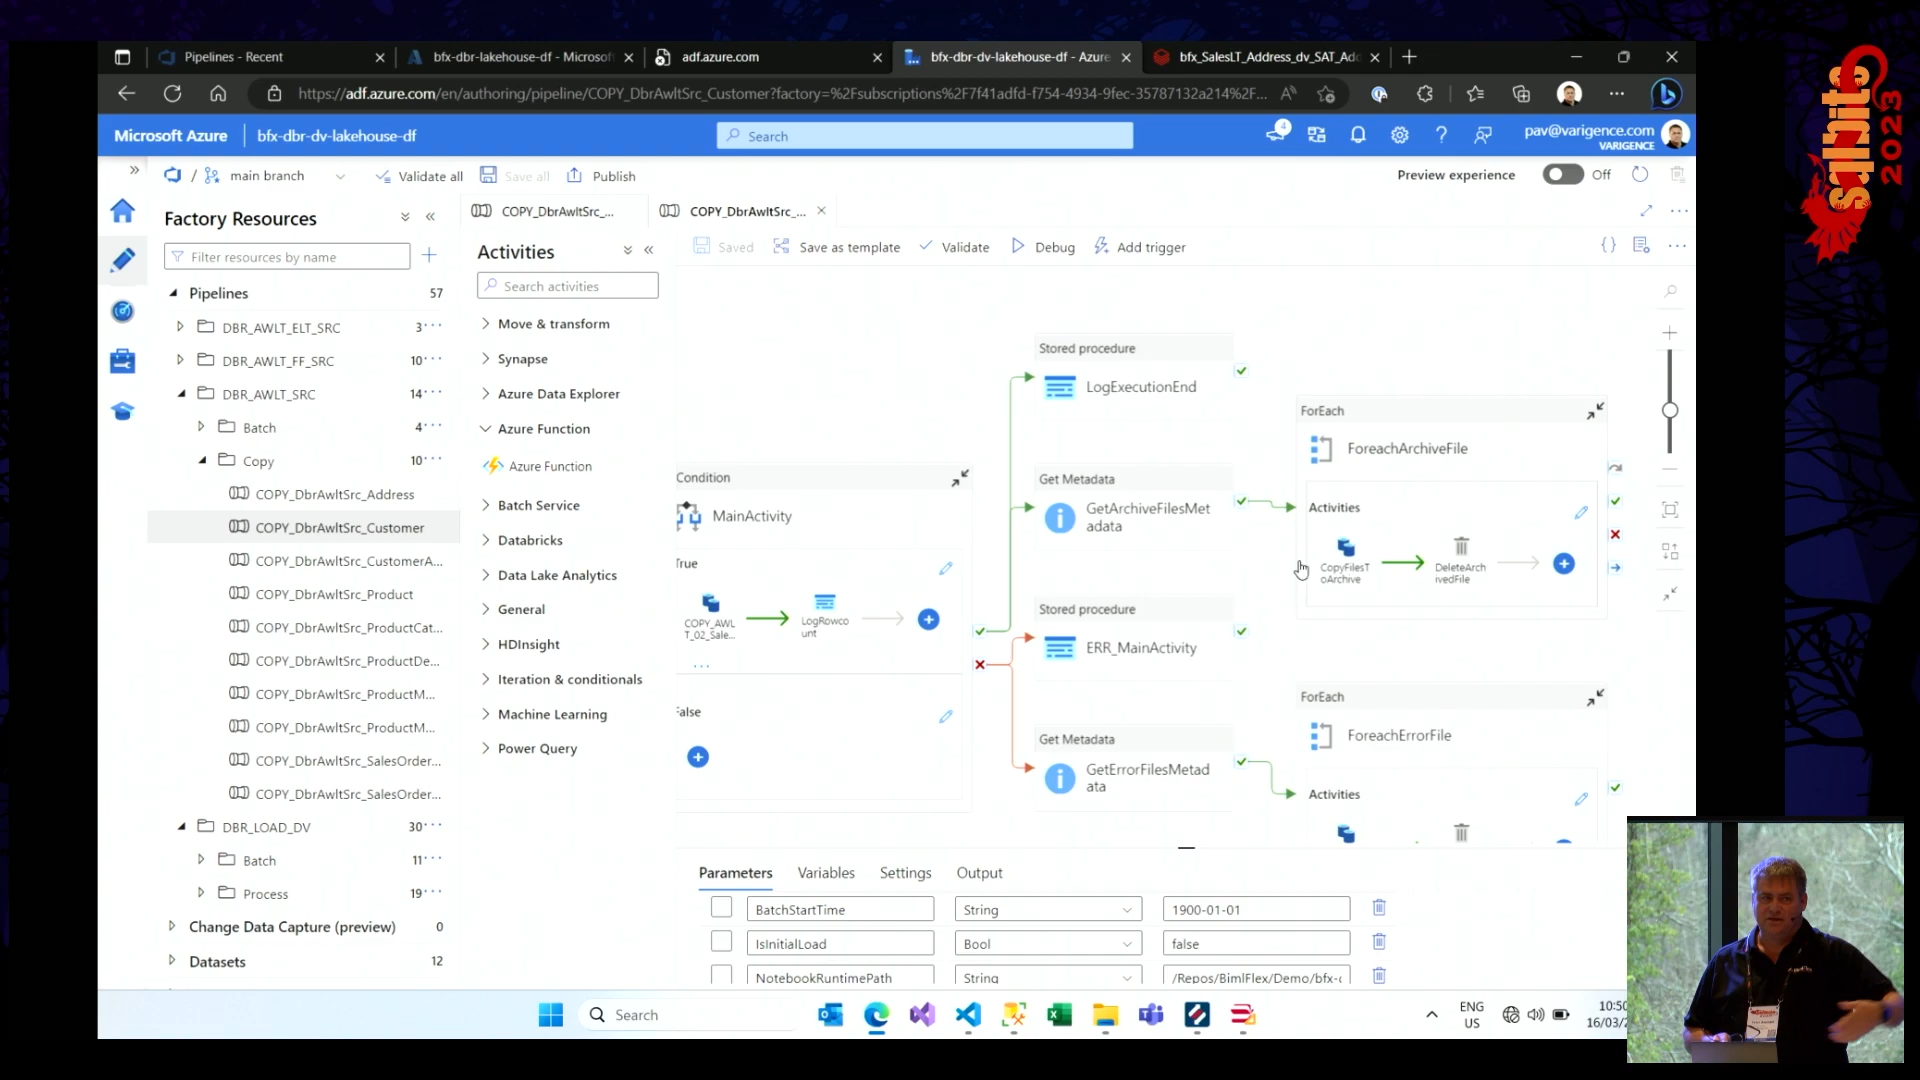 Pipelines - Recent
bfx-dbr-lakehouse-df - Microsof
adf.azure.com
bfx-dbr-dv-lakehouse-df - Azure
bfx_SalesLT_Address_dv_SAT_Adc
https://adf.azure.com/en/authoring/pipeline/COPY_DbrAwltSrc_Customer?factory=%2Fsubscriptions%2F7f41adfd-f754-4934-9fec-35787132a214%2F...
Microsoft Azure
bfx-dbr-dv-lakehouse-df
Search
4
pav@varigence.com
VARIGENCE
/
main branch
Validate all
Save all
Publish
Preview experience
Off
Factory Resources
Filter resources by name
Pipelines 57
DBR_AWLT_ELT_SRC 3
DBR_AWLT_FF_SRC 10
DBR_AWLT_SRC 14
Batch 4
Copy 10
COPY_DbrAwltSrc_Address
COPY_DbrAwltSrc_Customer
COPY_DbrAwltSrc_CustomerA...
COPY_DbrAwltSrc_Product
COPY_DbrAwltSrc_ProductCat...
COPY_DbrAwltSrc_ProductDe...
COPY_DbrAwltSrc_ProductM...
COPY_DbrAwltSrc_ProductM...
COPY_DbrAwltSrc_SalesOrder...
COPY_DbrAwltSrc_SalesOrder...
DBR_LOAD_DV 30
Batch 11
Process 19
Change Data Capture (preview) 0
Datasets 12
COPY_DbrAwltSrc_...
COPY_DbrAwltSrc_...
Activities
Search activities
Move & transform
Synapse
Azure Data Explorer
Azure Function
Azure Function
Batch Service
Databricks
Data Lake Analytics
General
HDInsight
Iteration & conditionals
Machine Learning
Power Query
Saved
Save as template
Validate
Debug
Add trigger
Condition
MainActivity
True
COPY_AWL
T_02_Sale...
LogRowco
unt
...
False
Stored procedure
LogExecutionEnd
Get Metadata
GetArchiveFilesMet
adata
Stored procedure
ERR_MainActivity
Get Metadata
GetErrorFilesMetad
ata
ForEach
ForeachArchiveFile
Activities
CopyFilesT
oArchive
DeleteArch
ivedFile
ForEach
ForeachErrorFile
Activities
Parameters
Variables
Settings
Output
BatchStartTime
String
1900-01-01
IsInitialLoad
Bool
false
NotebookRuntimePath
String
/Repos/BimlFlex/Demo/bfx-c
Search
ENG
US
10:50
16/03/2
sqlbits
2023